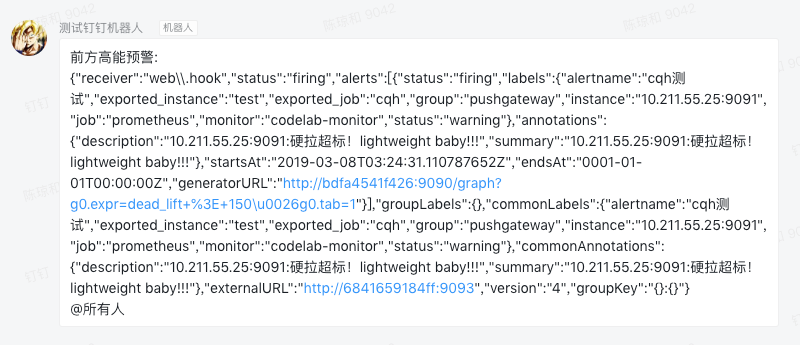 测试钉钉机器人 机器人
前方高能预警:
{"receiver":"web\\.hook","status":"firing","alerts":[{"status":"firing","labels":{"alertname":"cqh测
试","exported_instance":"test","exported_job":"cqh","group":"pushgateway","instance":"10.211.55.25:9091",
"job":"prometheus","monitor":"codelab-monitor","status":"warning"},"annotations":
{"description":"10.211.55.25:9091:硬拉超标！lightweight baby!!!","summary":"10.211.55.25:9091:硬拉超标！
lightweight baby!!!"},"startsAt":"2019-03-08T03:24:31.110787652Z","endsAt":"0001-01-
01T00:00:00Z","generatorURL":"http://bdfa4541f426:9090/graph?
g0.expr=dead_lift+%3E+150\u0026g0.tab=1"}],"groupLabels":{},"commonLabels":{"alertname":"cqh测
试","exported_instance":"test","exported_job":"cqh","group":"pushgateway","instance":"10.211.55.25:9091",
"job":"prometheus","monitor":"codelab-monitor","status":"warning"},"commonAnnotations":
{"description":"10.211.55.25:9091:硬拉超标！lightweight baby!!!","summary":"10.211.55.25:9091:硬拉超标！
lightweight baby!!!"},"externalURL":"http://6841659184ff:9093","version":"4","groupKey":"{}:{}"}
@所有人